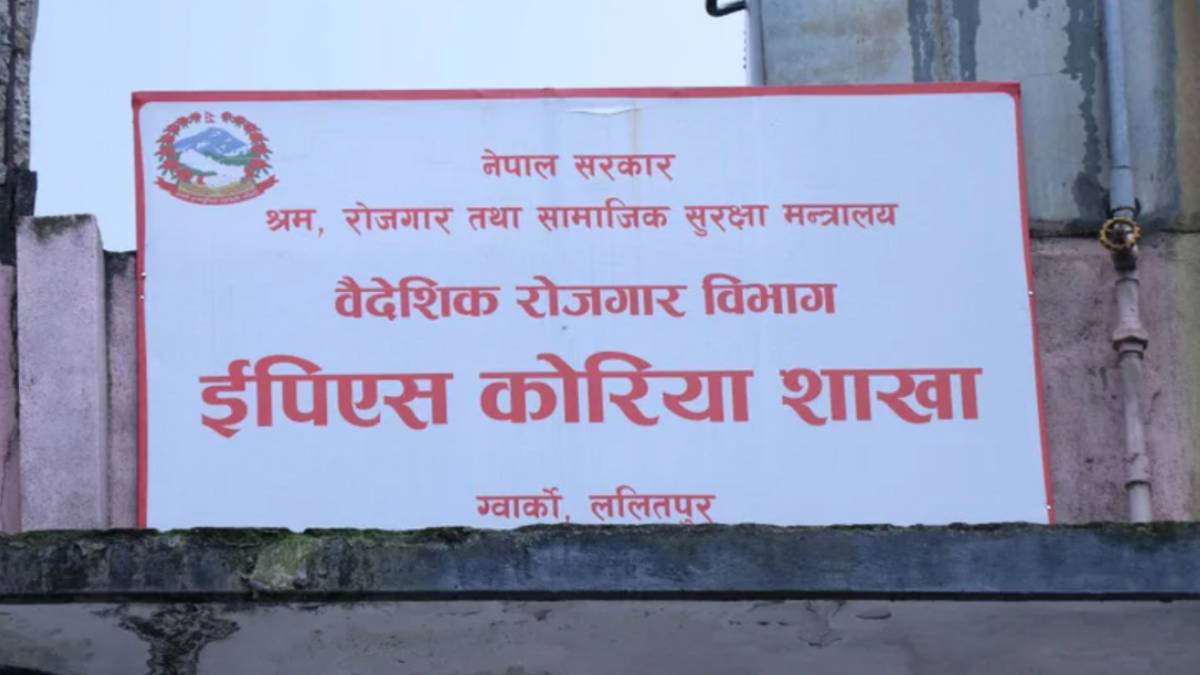 नेपाल सरकार
श्रम, रोजगार तथा सामाजिक सुरक्षा मन्त्रालय
वैदेशिक रोजगार विभाग
ईपिएस कोरिया शाखा
ग्वार्को, ललितपुर